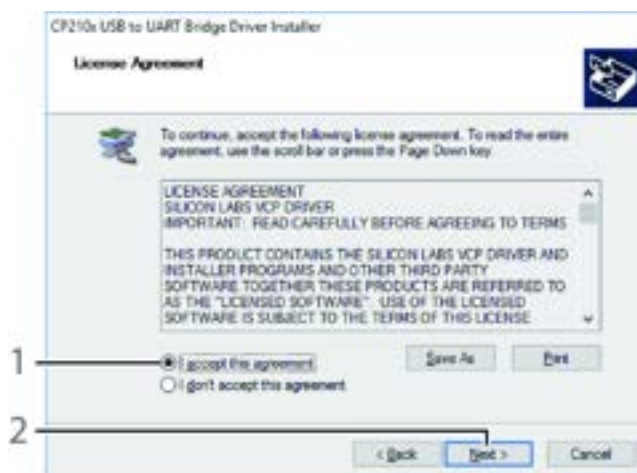 CP210x USB to UART Bridge Driver Installer
License Agreement
To continue, accept the following license agreement. To read the entire
agreement, use the scroll bar or press the Page Down key.
LICENSE AGREEMENT
SILICON LABS VCP DRIVER
IMPORTANT: READ CAREFULLY BEFORE AGREEING TO TERMS
THIS PRODUCT CONTAINS THE SILICON LABS VCP DRIVER AND
INSTALLER PROGRAMS AND OTHER THIRD PARTY
SOFTWARE TOGETHER THESE PRODUCTS ARE REFERRED TO
AS THE "LICENSED SOFTWARE". USE OF THE LICENSED
SOFTWARE IS SUBJECT TO THE TERMS OF THIS LICENSE
1
I accept this agreement
Save As
Print
I don't accept this agreement
2
< Back
Next >
Cancel